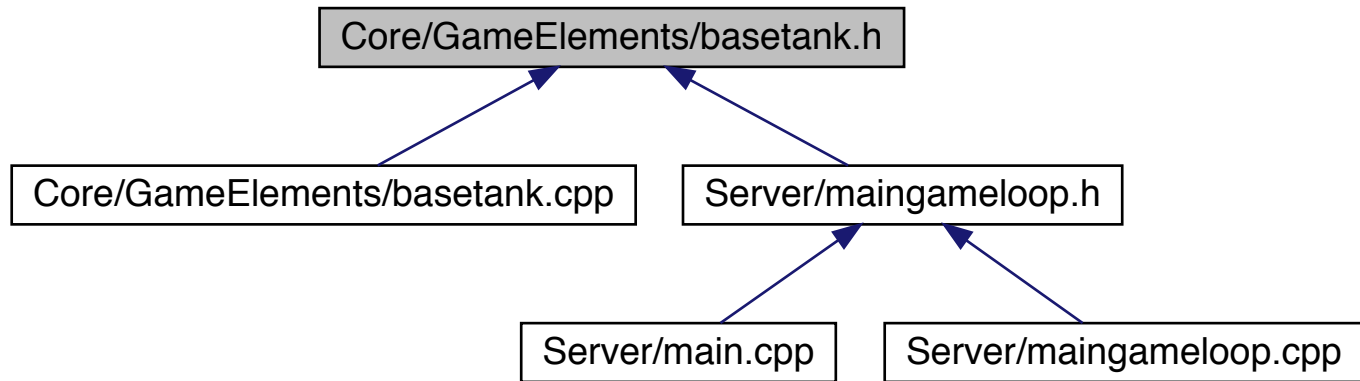 Core/GameElements/basetank.h
Core/GameElements/basetank.cpp
Server/maingameloop.h
Server/main.cpp
Server/maingameloop.cpp